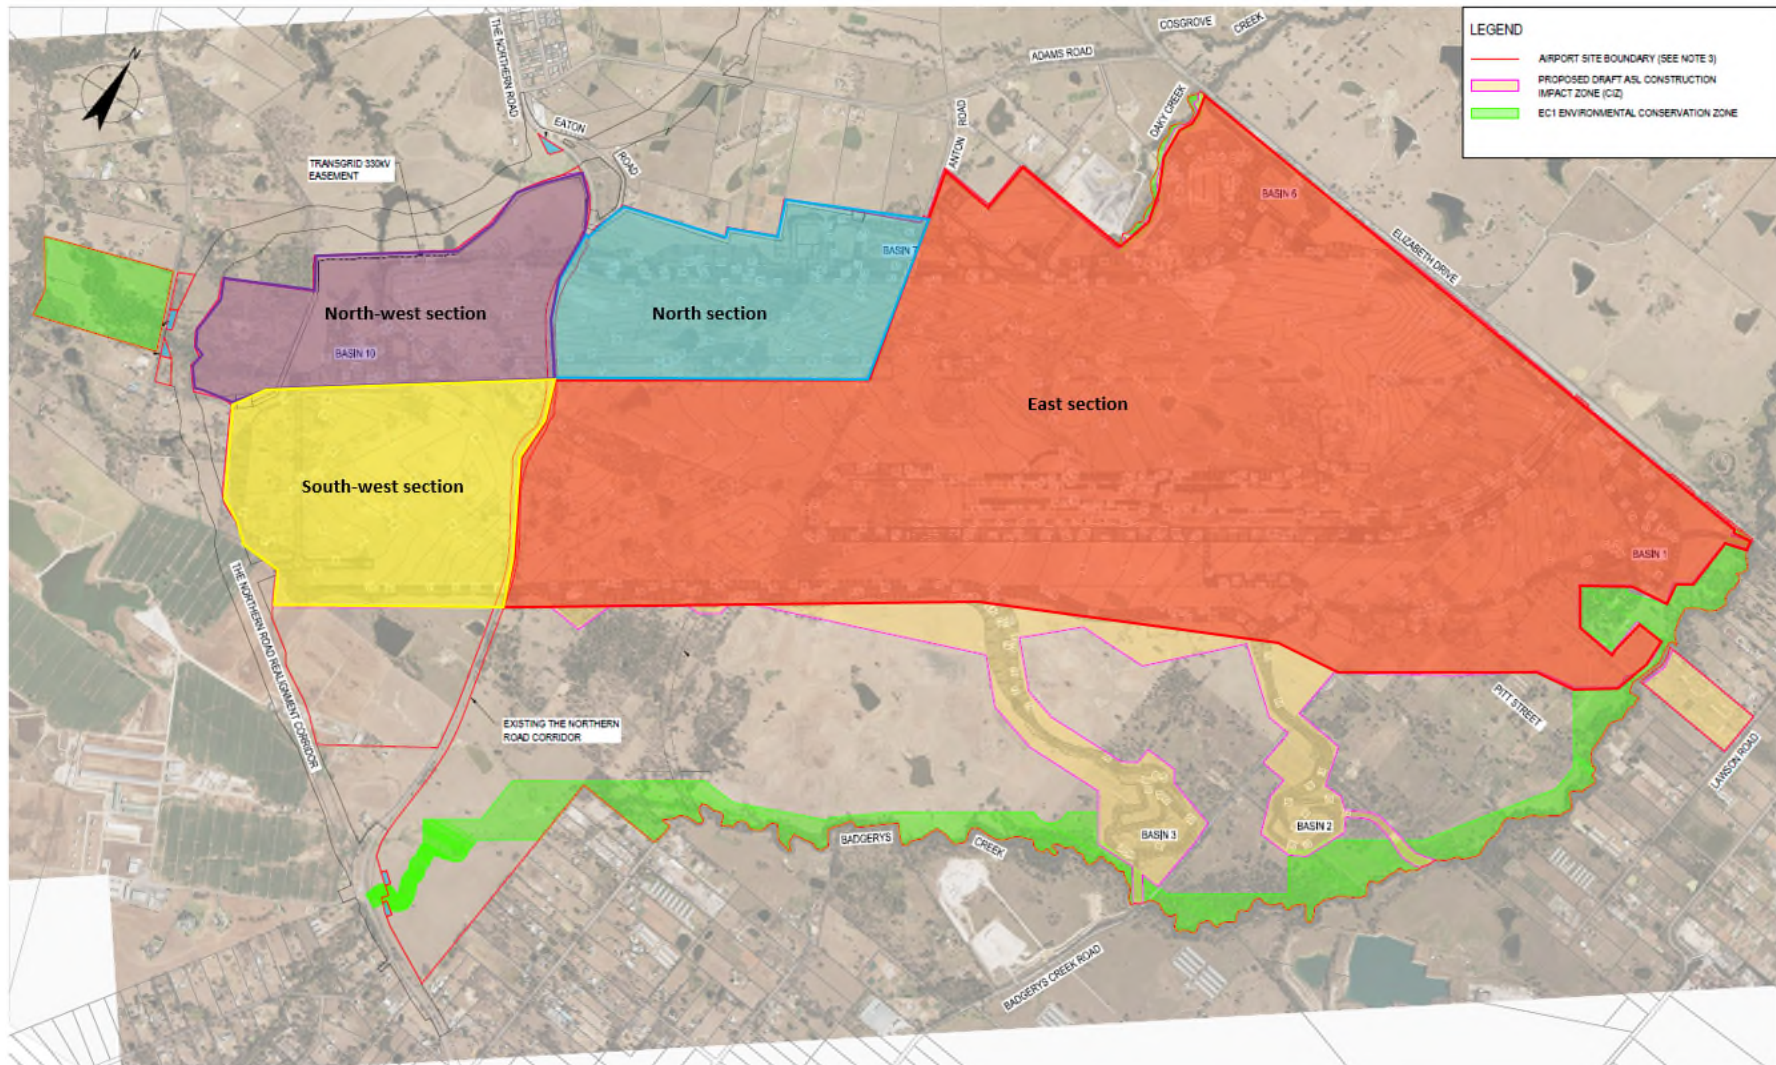 COSGROVE
CREEK
ADAMS ROAD
THE NORTHERN ROAD
LEGEND
AIRPORT SITE BOUNDARY (SEE NOTE 3)
PROPOSED DRAFT ASL CONSTRUCTION
IMPACT ZONE (CIZ)
EC1 ENVIRONMENTAL CONSERVATION ZONE
N
EATON
ROAD
ANTON ROAD
OAKY CREEK
TRANSGRID 330kV
EASEMENT
BASIN 6
ELIZABETH DRIVE
BASIN 7
North-west section
North section
BASIN 10
East section
South-west section
BASIN 1
THE NORTHERN ROAD REALIGNMENT CORRIDOR
EXISTING THE NORTHERN
ROAD CORRIDOR
PITT STREET
LAWSON ROAD
BADGERYS
CREEK
BASIN 3
BASIN 2
BADGERYS CREEK ROAD